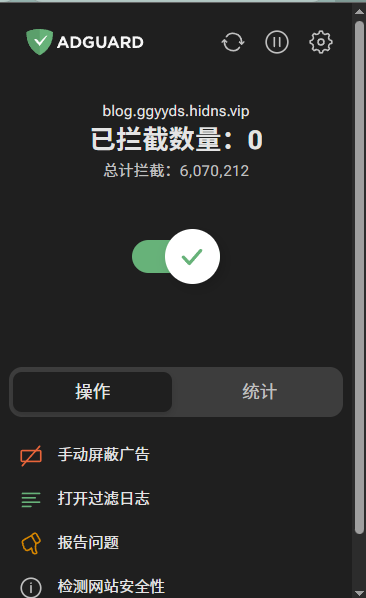 ADGUARD
blog.ggyyds.hidns.vip
已拦截数量：0
总计拦截：6,070,212
操作
统计
手动屏蔽广告
打开过滤日志
报告问题
检测网站安全性